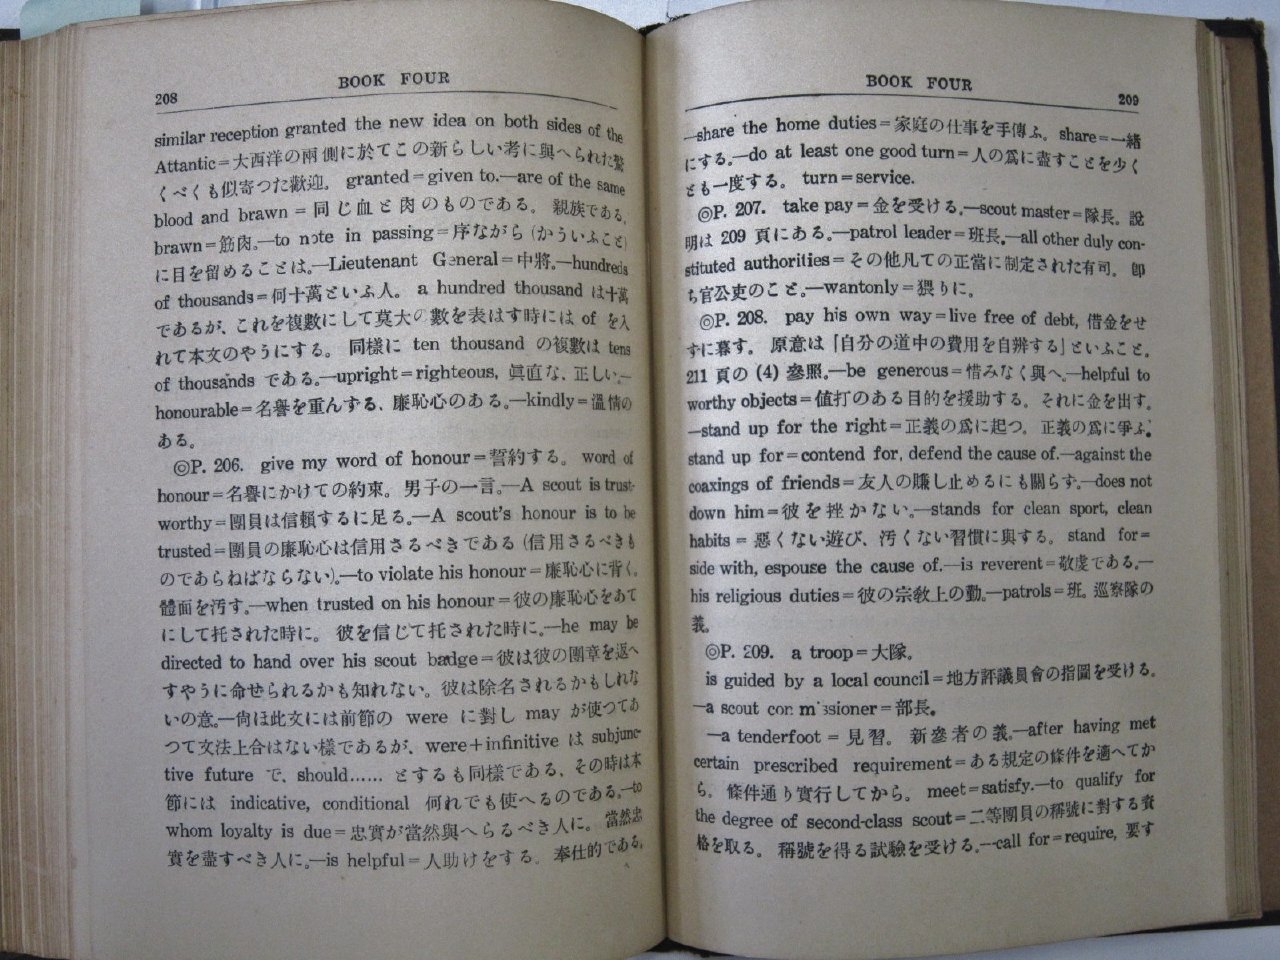 208
BOOK FOUR
similar reception granted the new idea on both sides of the
Attantic=大西洋の兩側に於てこの新らしい考に與へられた驚
くべくも似寄つた歡迎。 granted=given to.—are of the same
blood and brawn=同じ血と肉のものである。 親族である。
brawn=筋肉。—to note in passing=序ながら(かういふこと)
に目を留めることは。—Lieutenant General=中將。—hundreds
of thousands=何十萬といふ人。 a hundred thousand は十萬
であるが、これを複數にして莫大の數を表はす時には of を入
れて本文のやうにする。 同樣に ten thousand の複數は tens
of thousands である。—upright=righteous, 眞直な、正しい。—
honourable=名譽を重んずる、廉恥心のある。—kindly=溫情の
ある。
◎P. 206. give my word of honour=誓約する。 word of
honour=名譽にかけての約束。 男子の一言。—A scout is trust-
worthy=團員は信賴するに足る。—A scout's honour is to be
trusted=團員の廉恥心は信用さるべきである(信用さるべきも
のであらねばならない)。—to violate his honour=廉恥心に背く。
體面を汚す。—when trusted on his honour=彼の廉恥心をあて
にして托された時に。 彼を信じて托された時に。—he may be
directed to hand over his scout badge=彼は彼の團章を返へ
すやうに命せられるかも知れない。彼は除名されるかもしれな
いの意。—尙ほ此文には前節の were に對し may が使つてあ
つて文法上合はない樣であるが、were+infinitive は subjunc-
tive future で、should...... とするも同樣である、その時は本
節には indicative, conditional 何れでも使へるのである。—to
whom loyalty is due=忠實が當然與へらるべき人に。 當然忠
實を盡すべき人に。—is helpful=人助けをする。 奉仕的である。
BOOK FOUR
209
—share the home duties=家庭の仕事を手傳ふ。share=一緒
にする。—do at least one good turn=人の爲に盡すことを少く
とも一度する。 turn=service.
◎P. 207. take pay=金を受ける。—scout master=隊長。說
明は 209 頁にある。—patrol leader=班長。—all other duly con-
stituted authorities=その他凡ての正當に制定された有司。 卽
ち官公吏のこと。—wantonly=猥りに。
◎P. 208. pay his own way=live free of debt, 借金をせ
ずに暮す。 原意は「自分の道中の費用を自辨する」といふこと。
211 頁の (4) 參照。—be generous=惜みなく與へ。—helpful to
worthy objects=値打のある目的を援助する。それに金を出す。
—stand up for the right=正義の爲に起つ。 正義の爲に爭ふ。
stand up for=contend for, defend the cause of.—against the
coaxings of friends=友人の賺し止めるにも關らず。—does not
down him=彼を挫かない。—stands for clean sport, clean
habits=惡くない遊び、汚くない習慣に與する。 stand for=
side with, espouse the cause of.—is reverent=敬虔である。—
his religious duties=彼の宗敎上の勤。—patrols=班。巡察隊の
義。
◎P. 209. a troop=大隊。
is guided by a local council=地方評議員會の指圖を受ける。
—a scout commissioner=部長。
—a tenderfoot=見習。 新參者の義。—after having met
certain prescribed requirement=ある規定の條件を適へてか
ら。條件通り實行してから。 meet=satisfy.—to qualify for
the degree of second-class scout=二等團員の稱號に對する資
格を取る。 稱號を得る試驗を受ける。—call for=require, 要す